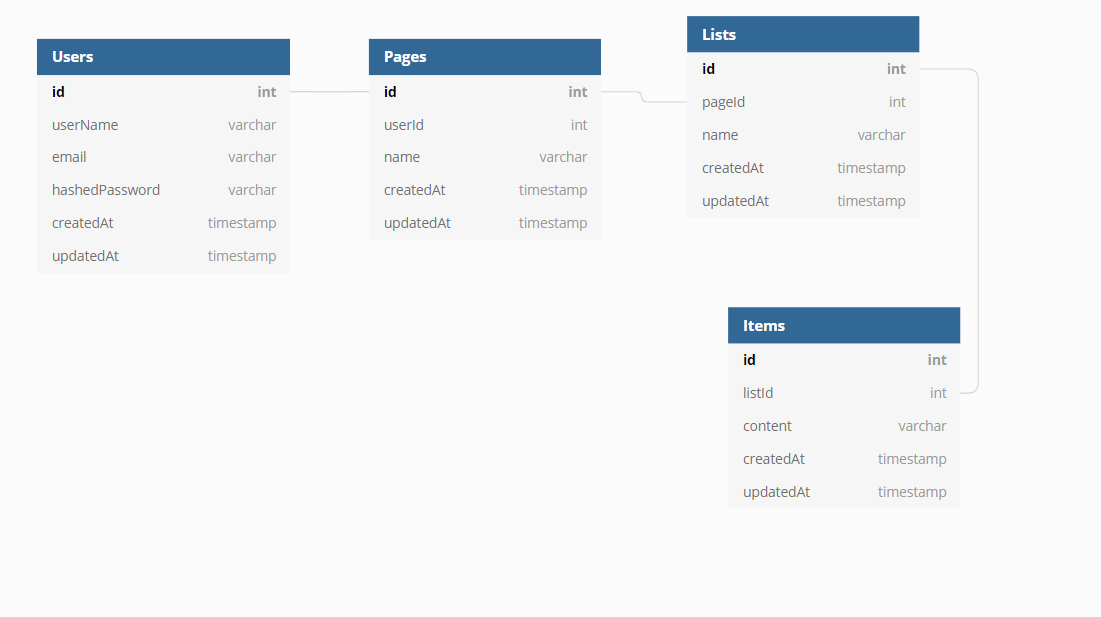 Users
id int
userName varchar
email varchar
hashedPassword varchar
createdAt timestamp
updatedAt timestamp
Pages
id int
userId int
name varchar
createdAt timestamp
updatedAt timestamp
Lists
id int
pageId int
name varchar
createdAt timestamp
updatedAt timestamp
Items
id int
listId int
content varchar
createdAt timestamp
updatedAt timestamp